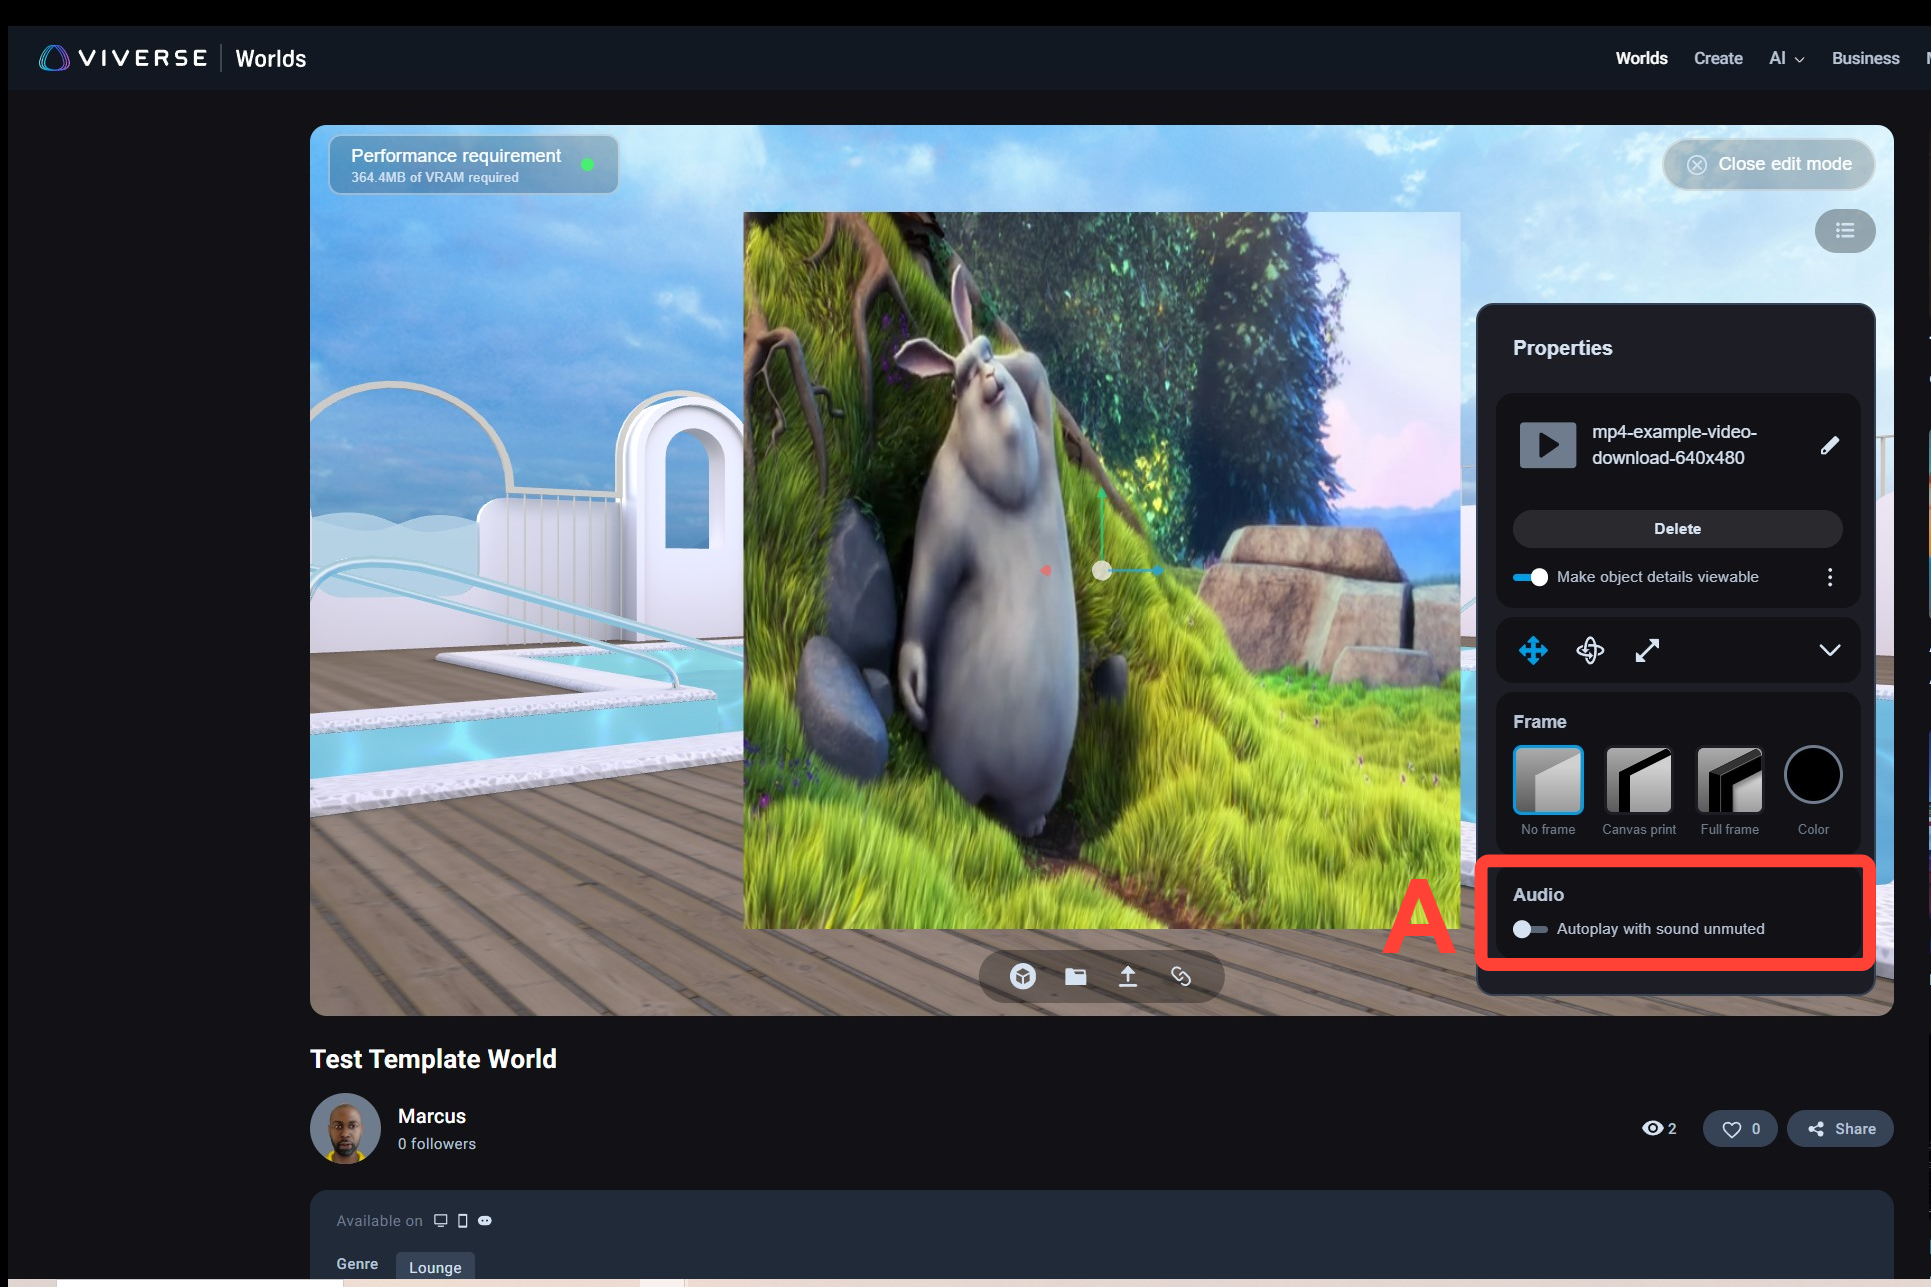 VIVERSE
Worlds
Worlds Create AI Business
Performance requirement
364.4MB of VRAM required
Close edit mode
Properties
mp4-example-video-
download-640x480
Delete
Make object details viewable
Frame
No frame Canvas print Full frame Color
A
Audio
Autoplay with sound unmuted
Test Template World
Marcus
0 followers
2
0
Share
Available on
Genre Lounge